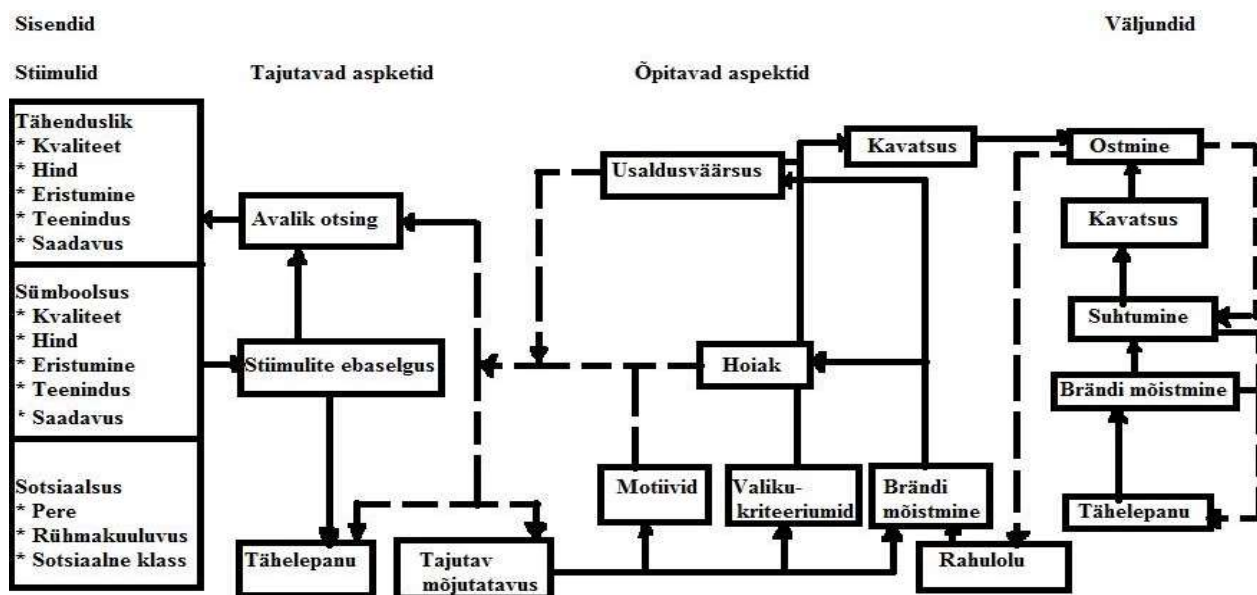 Sisendid
Väljundid
Stiimulid
Tajutavad aspketid
Õpitavad aspektid
Tähenduslik
* Kvaliteet
* Hind
* Eristumine
* Teenindus
* Saadavus
Sümboolsus
* Kvaliteet
* Hind
* Eristumine
* Teenindus
* Saadavus
Sotsiaalsus
* Pere
* Rühmakuuluvus
* Sotsiaalne klass
Avalik otsing
Stiimulite ebaselgus
Tähelepanu
Tajutav
mõjutatavus
Usaldusväärsus
Kavatsus
Hoiak
Motiivid
Valiku-
kriteeriumid
Brändi
mõistmine
Rahulolu
Ostmine
Kavatsus
Suhtumine
Brändi mõistmine
Tähelepanu